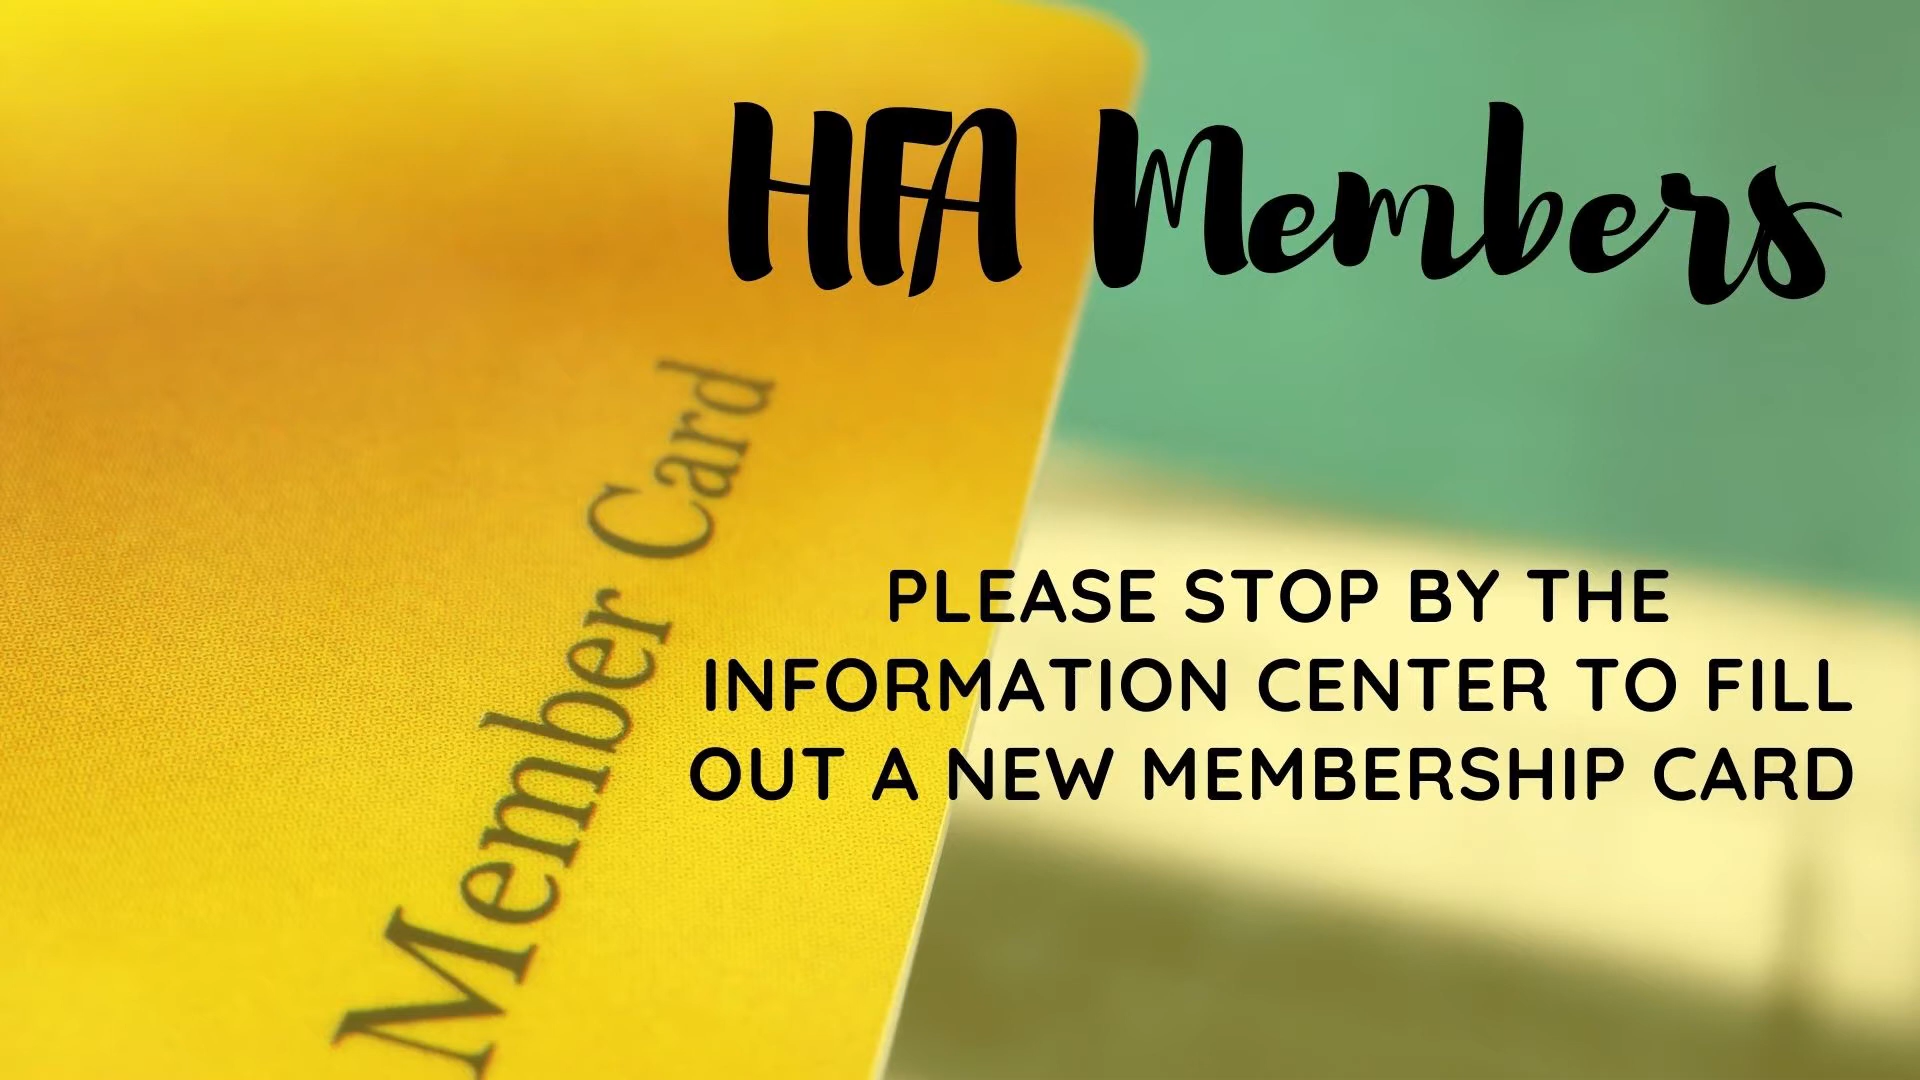 HFA Members
Member Card
PLEASE STOP BY THE
INFORMATION CENTER TO FILL
OUT A NEW MEMBERSHIP CARD